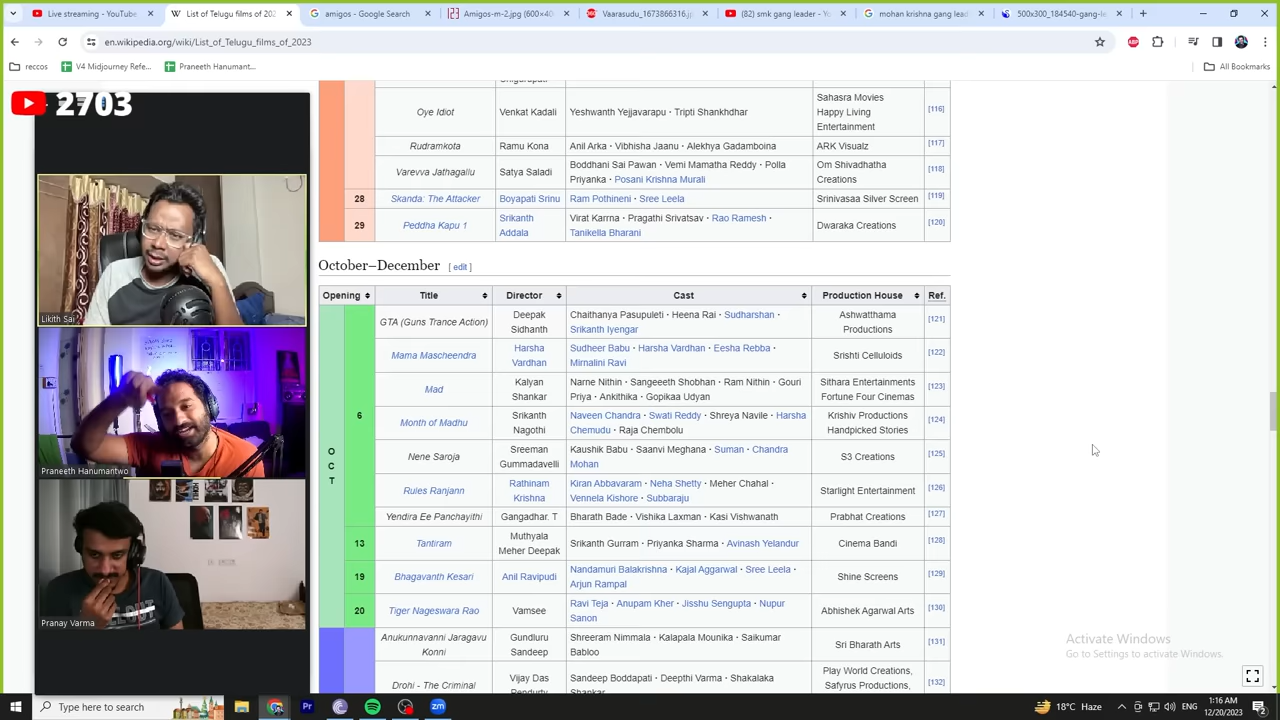 Live streaming - YouTube
List of Telugu films of 202
amigos - Google Search
Amigos-m-2.jpg (600×40
Vaarasudu_1673866316.jp
(82) smk gang leader - Yo
mohan krishna gang lead
500x300_184540-gang-le
en.wikipedia.org/wiki/List_of_Telugu_films_of_2023
reccos
V4 Midjourney Refe...
Praneeth Hanumant...
All Bookmarks
2703
Likith Sai
Praneeth Hanumantwo
Pranay Varma
Oye Idiot
Venkat Kadali
Yeshwanth Yejjavarapu · Tripti Shankhdhar
Sahasra Movies
Happy Living
Entertainment
[116]
Rudramkota
Ramu Kona
Anil Arka · Vibhisha Jaanu · Alekhya Gadamboina
ARK Visualz
[117]
Varevva Jathagallu
Satya Saladi
Boddhani Sai Pawan · Vemi Mamatha Reddy · Polla
Priyanka · Posani Krishna Murali
Om Shivadhatha
Creations
[118]
28
Skanda: The Attacker
Boyapati Srinu
Ram Pothineni · Sree Leela
Srinivasaa Silver Screen
[119]
29
Peddha Kapu 1
Srikanth
Addala
Virat Karrna · Pragathi Srivatsav · Rao Ramesh ·
Tanikella Bharani
Dwaraka Creations
[120]
October–December [ edit ]
Opening
Title
Director
Cast
Production House
Ref.
O
C
T
6
GTA (Guns Trance Action)
Deepak
Sidhanth
Chaithanya Pasupuleti · Heena Rai · Sudharshan ·
Srikanth Iyengar
Ashwatthama
Productions
[121]
Mama Mascheendra
Harsha
Vardhan
Sudheer Babu · Harsha Vardhan · Eesha Rebba ·
Mirnalini Ravi
Srishti Celluloids
[122]
Mad
Kalyan
Shankar
Narne Nithin · Sangeeth Shobhan · Ram Nithin · Gouri
Priya · Ankithika · Gopikaa Udyan
Sithara Entertainments
Fortune Four Cinemas
[123]
Month of Madhu
Srikanth
Nagothi
Naveen Chandra · Swati Reddy · Shreya Navile · Harsha
Chemudu · Raja Chembolu
Krishiv Productions
Handpicked Stories
[124]
Nene Saroja
Sreeman
Gummadavelli
Kaushik Babu · Saanvi Meghana · Suman · Chandra
Mohan
S3 Creations
[125]
Rules Ranjann
Rathinam
Krishna
Kiran Abbavaram · Neha Shetty · Meher Chahal ·
Vennela Kishore · Subbaraju
Starlight Entertainment
[126]
Yendira Ee Panchayithi
Gangadhar. T
Bharath Bade · Vishika Laxman · Kasi Vishwanath
Prabhat Creations
[127]
13
Tantiram
Muthyala
Meher Deepak
Srikanth Gurram · Priyanka Sharma · Avinash Yelandur
Cinema Bandi
[128]
19
Bhagavanth Kesari
Anil Ravipudi
Nandamuri Balakrishna · Kajal Aggarwal · Sree Leela ·
Arjun Rampal
Shine Screens
[129]
20
Tiger Nageswara Rao
Vamsee
Ravi Teja · Anupam Kher · Jisshu Sengupta · Nupur
Sanon
Abhishek Agarwal Arts
[130]
Anukunnavanni Jaragavu
Konni
Gundluru
Sandeep
Shreeram Nimmala · Kalapala Mounika · Saikumar
Babloo
Sri Bharath Arts
[131]
Drohi - The Criminal
Vijay Das
Sandeep Boddapati · Deepthi Varma · Shakalaka
Play World Creations,
Safyrus Productions,
[132]
Activate Windows
Go to Settings to activate Windows.
Type here to search
18°C Haze
ENG
1:16 AM
12/20/2023